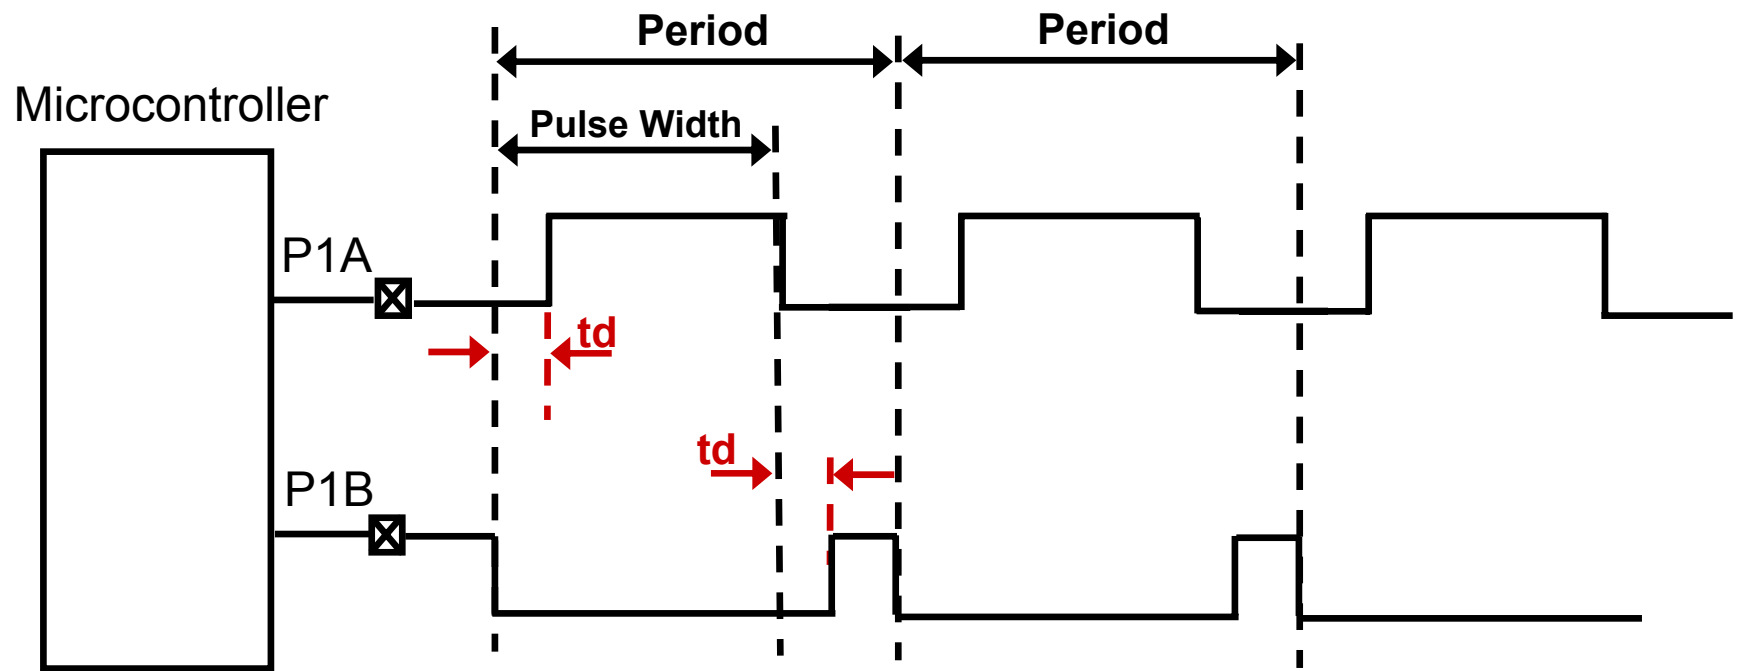 Period
Period
Microcontroller
Pulse Width
P1A
td
td
P1B